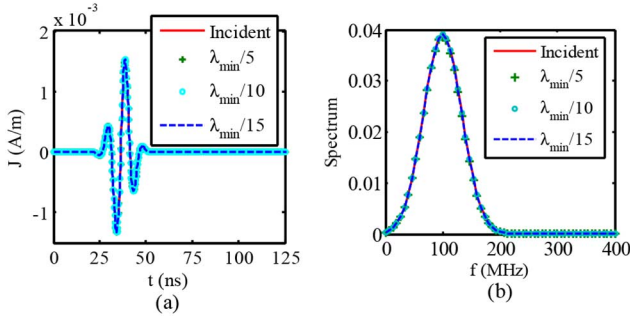 x 10^-3
2
1
0
-1
J (A/m)
0 25 50 75 100 125
t (ns)
(a)
Incident
λmin/5
λmin/10
λmin/15
0.04
0.03
0.02
0.01
0
Spectrum
0 100 200 300 400
f (MHz)
(b)
Incident
λmin/5
λmin/10
λmin/15